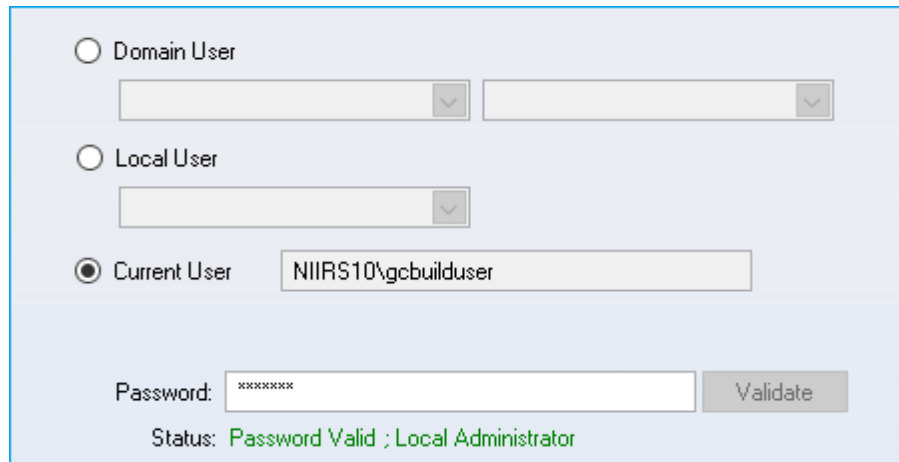 Domain User
Local User
Current User NIIRS10\gcbuilduser
Password: ******* Validate
Status: Password Valid ; Local Administrator